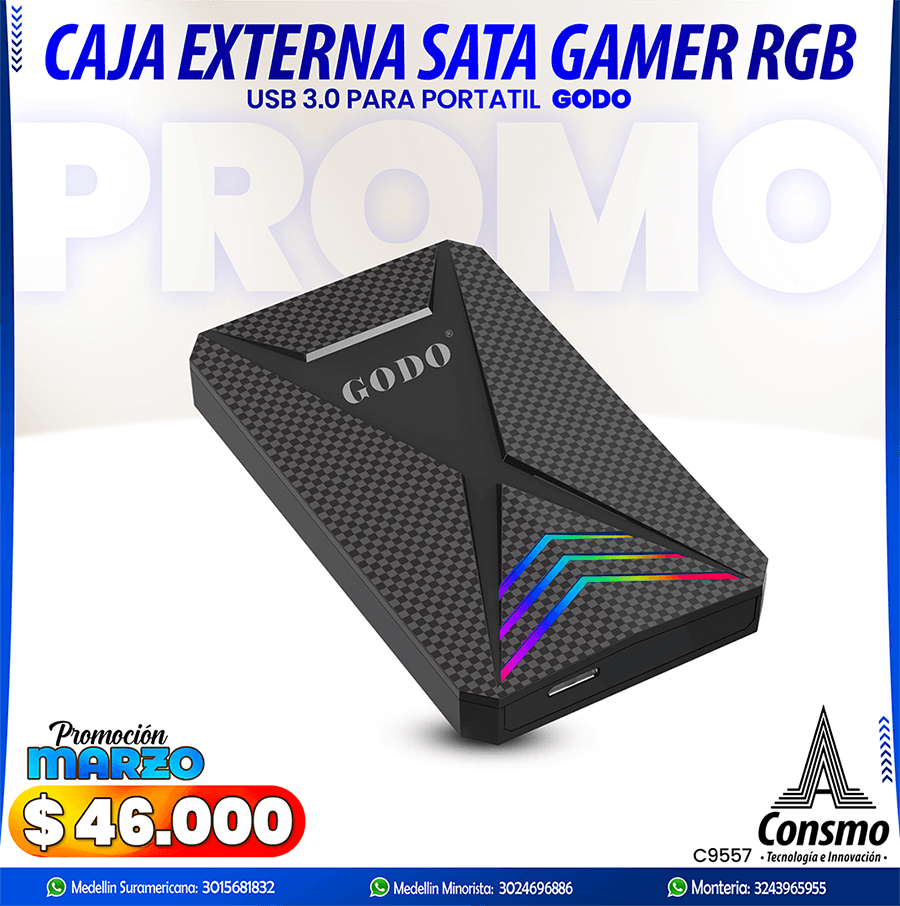 CAJA EXTERNA SATA GAMER RGB
USB 3.0 PARA PORTATIL GODO
PROMO
GODO®
Promoción
MARZO
$ 46.000
A
Consmo
C9557 • Tecnología e Innovación •
Medellin Suramericana: 3015681832
Medellin Minorista: 3024696886
Monteria: 3243965955